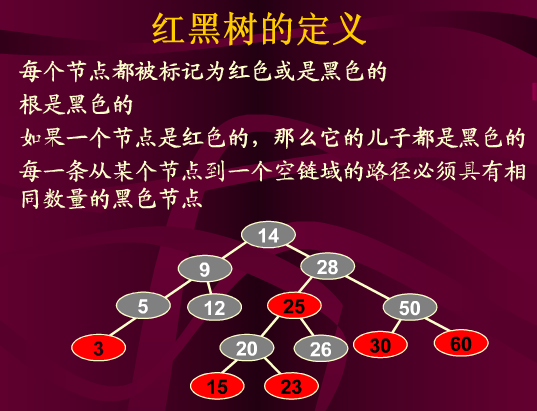 红黑树的定义
每个节点都被标记为红色或是黑色的
根是黑色的
如果一个节点是红色的，那么它的儿子都是黑色的
每一条从某个节点到一个空链域的路径必须具有相
同数量的黑色节点
14
9 28
5 12 25 50
3 20 26 30 60
15 23